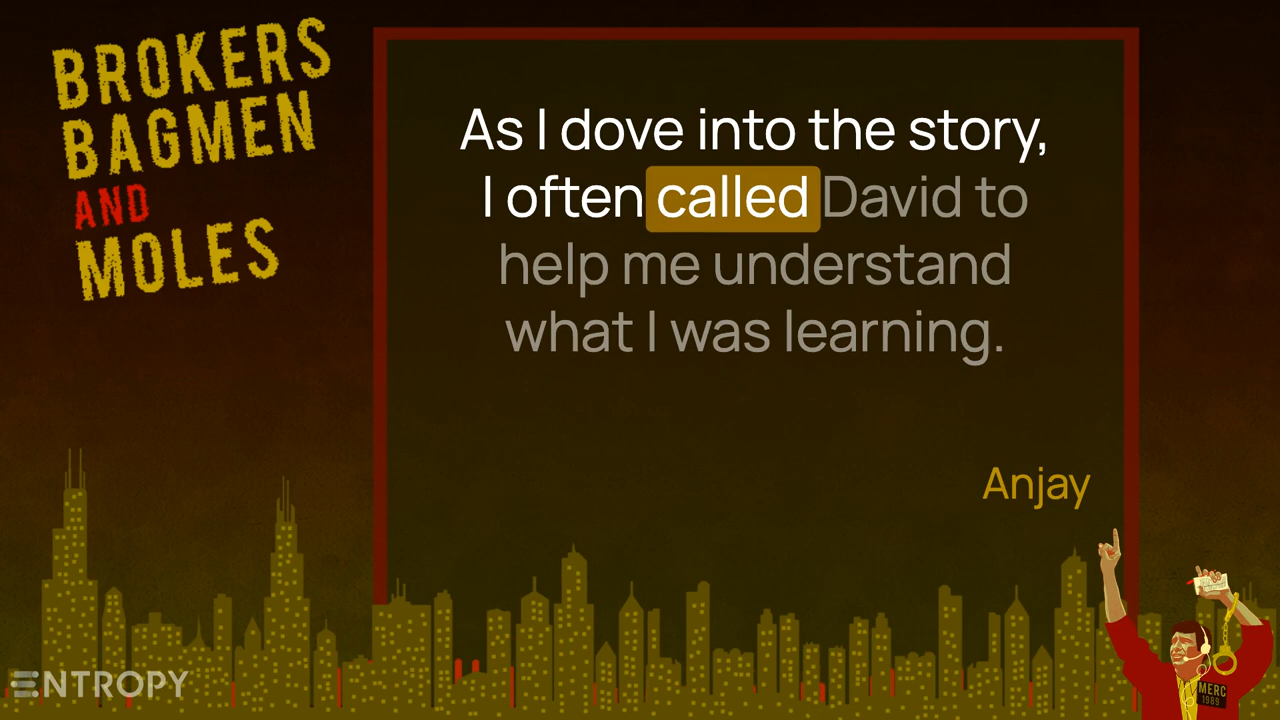 BROKERS
BAGMEN
AND
MOLES
As I dove into the story,
I often called David to
help me understand
what I was learning.
Anjay
ENTROPY
MERC
1989